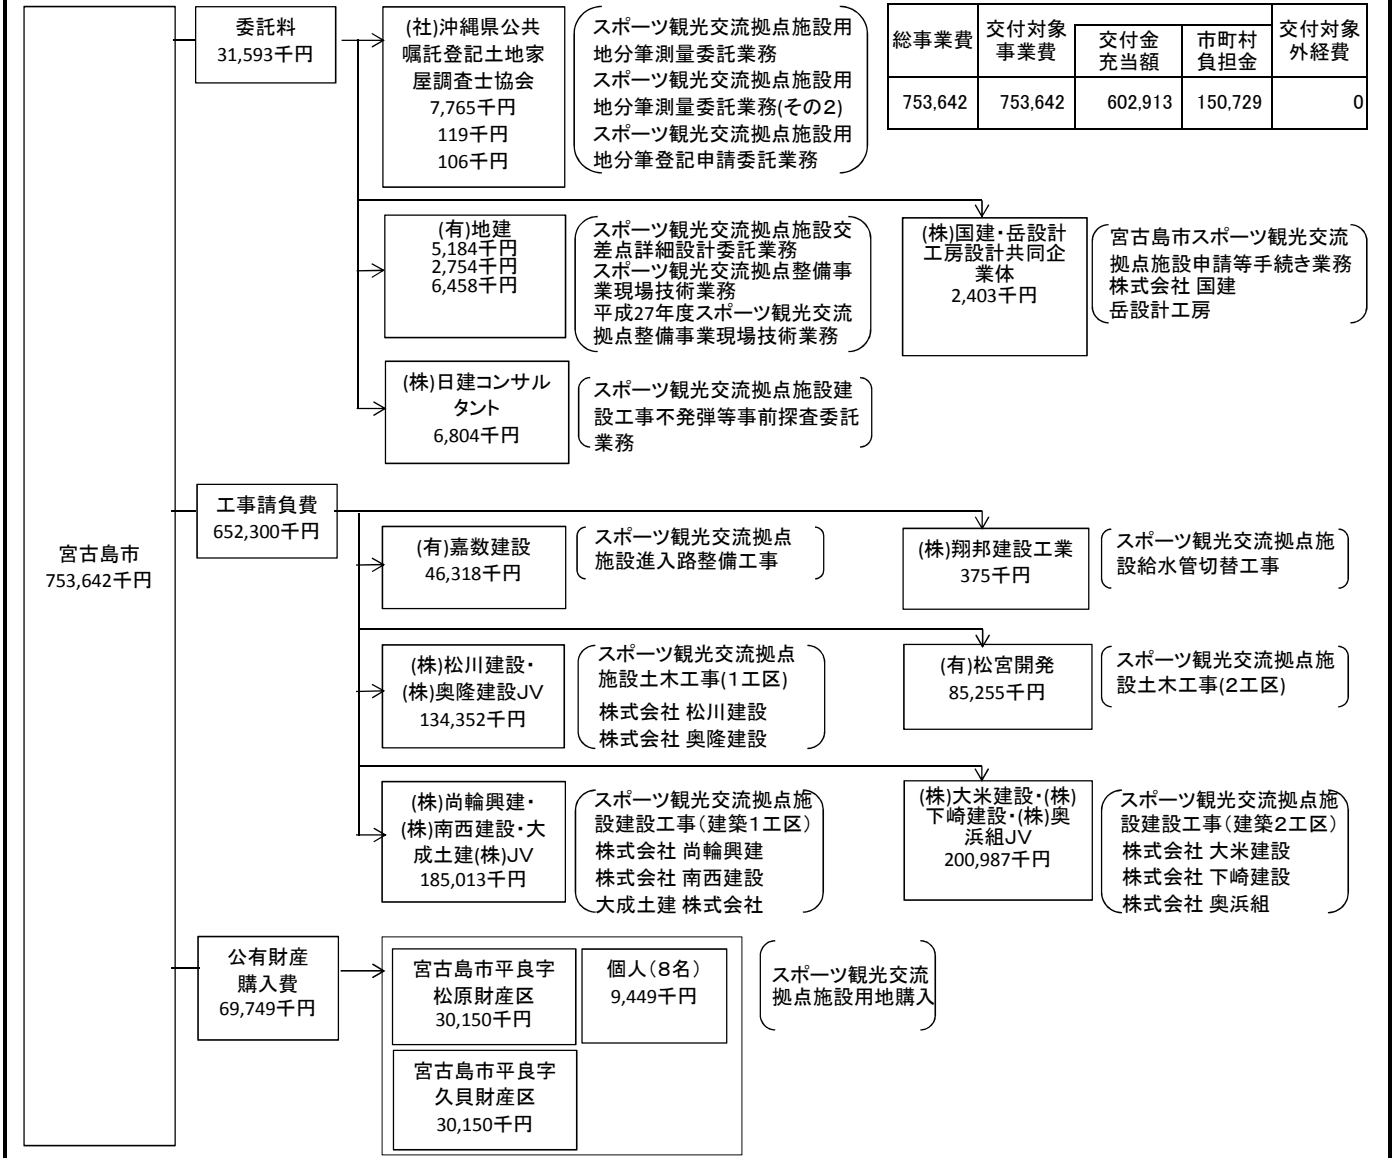 宮古島市
753,642千円
委託料
31,593千円
(社)沖縄県公共
嘱託登記土地家
屋調査士協会
7,765千円
119千円
106千円
スポーツ観光交流拠点施設用
地分筆測量委託業務
スポーツ観光交流拠点施設用
地分筆測量委託業務(その2)
スポーツ観光交流拠点施設用
地分筆登記申請委託業務
総事業費
交付対象
事業費
交付金
充当額
市町村
負担金
交付対象
外経費
753,642 753,642 602,913 150,729 0
(有)地建
5,184千円
2,754千円
6,458千円
スポーツ観光交流拠点施設交
差点詳細設計委託業務
スポーツ観光交流拠点整備事
業現場技術業務
平成27年度スポーツ観光交流
拠点整備事業現場技術業務
(株)国建・岳設計
工房設計共同企
業体
2,403千円
宮古島市スポーツ観光交流
拠点施設申請等手続き業務
株式会社 国建
岳設計工房
(株)日建コンサル
タント
6,804千円
スポーツ観光交流拠点施設建
設工事不発弾等事前探査委託
業務
工事請負費
652,300千円
(有)嘉数建設
46,318千円
スポーツ観光交流拠点
施設進入路整備工事
(株)翔邦建設工業
375千円
スポーツ観光交流拠点施
設給水管切替工事
(株)松川建設・
(株)奥隆建設JV
134,352千円
スポーツ観光交流拠点
施設土木工事(1工区)
株式会社 松川建設
株式会社 奥隆建設
(有)松宮開発
85,255千円
スポーツ観光交流拠点施
設土木工事(2工区)
(株)尚輪興建・
(株)南西建設・大
成土建(株)JV
185,013千円
スポーツ観光交流拠点施
設建設工事(建築1工区)
株式会社 尚輪興建
株式会社 南西建設
大成土建 株式会社
(株)大米建設・(株)
下崎建設・(株)奥
浜組JV
200,987千円
スポーツ観光交流拠点施
設建設工事(建築2工区)
株式会社 大米建設
株式会社 下崎建設
株式会社 奥浜組
公有財産
購入費
69,749千円
宮古島市平良字
松原財産区
30,150千円
個人(8名)
9,449千円
宮古島市平良字
久貝財産区
30,150千円
スポーツ観光交流
拠点施設用地購入